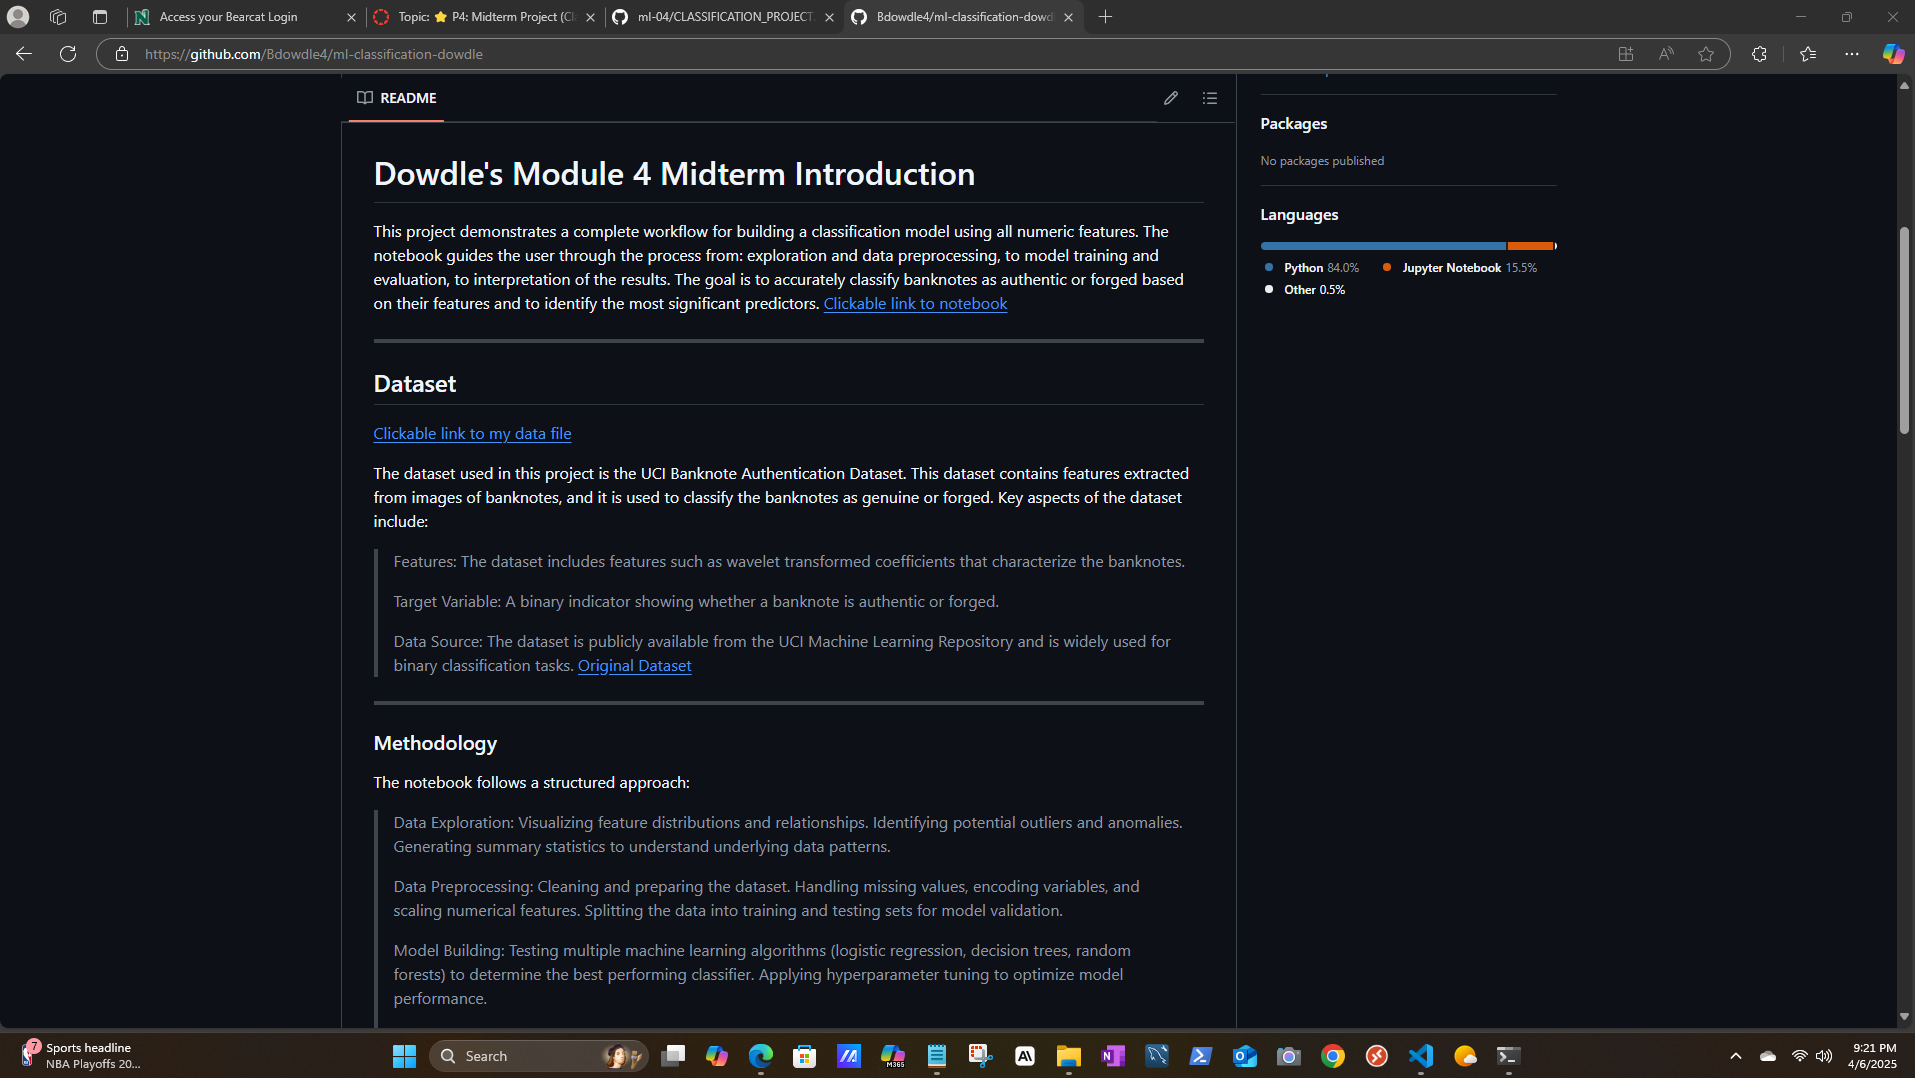 Access your Bearcat Login
Topic: ⭐ P4: Midterm Project (Cl
ml-04/CLASSIFICATION_PROJECT.
Bdowdle4/ml-classification-dowd
https://github.com/Bdowdle4/ml-classification-dowdle
README
Dowdle's Module 4 Midterm Introduction
This project demonstrates a complete workflow for building a classification model using all numeric features. The
notebook guides the user through the process from: exploration and data preprocessing, to model training and
evaluation, to interpretation of the results. The goal is to accurately classify banknotes as authentic or forged based
on their features and to identify the most significant predictors. Clickable link to notebook
Dataset
Clickable link to my data file
The dataset used in this project is the UCI Banknote Authentication Dataset. This dataset contains features extracted
from images of banknotes, and it is used to classify the banknotes as genuine or forged. Key aspects of the dataset
include:
Features: The dataset includes features such as wavelet transformed coefficients that characterize the banknotes.
Target Variable: A binary indicator showing whether a banknote is authentic or forged.
Data Source: The dataset is publicly available from the UCI Machine Learning Repository and is widely used for
binary classification tasks. Original Dataset
Methodology
The notebook follows a structured approach:
Data Exploration: Visualizing feature distributions and relationships. Identifying potential outliers and anomalies.
Generating summary statistics to understand underlying data patterns.
Data Preprocessing: Cleaning and preparing the dataset. Handling missing values, encoding variables, and
scaling numerical features. Splitting the data into training and testing sets for model validation.
Model Building: Testing multiple machine learning algorithms (logistic regression, decision trees, random
forests) to determine the best performing classifier. Applying hyperparameter tuning to optimize model
performance.
Packages
No packages published
Languages
Python 84.0%
Jupyter Notebook 15.5%
Other 0.5%
7
Sports headline
NBA Playoffs 20...
Search
M365
AI
9:21 PM
4/6/2025